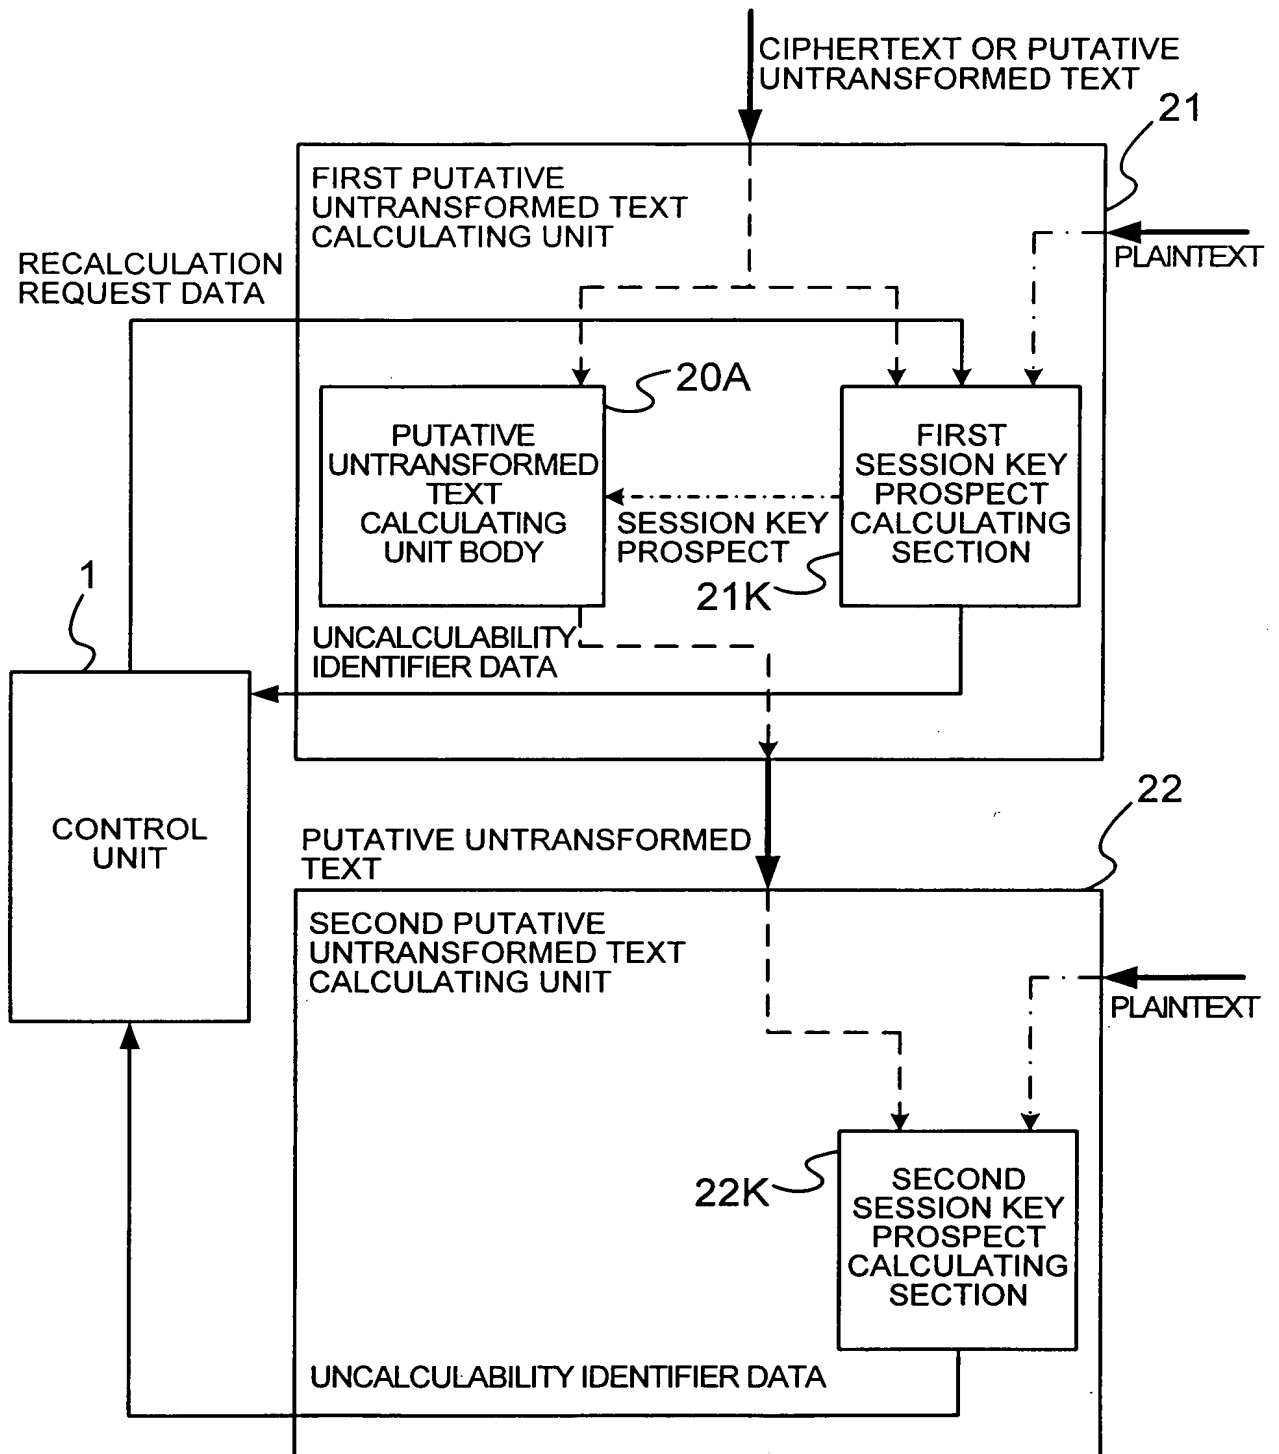 CIPHERTEXT OR PUTATIVE
UNTRANSFORMED TEXT
21
FIRST PUTATIVE
UNTRANSFORMED TEXT
CALCULATING UNIT
PLAINTEXT
RECALCULATION
REQUEST DATA
20A
PUTATIVE
UNTRANSFORMED
TEXT
CALCULATING
UNIT BODY
FIRST
SESSION KEY
PROSPECT
CALCULATING
SECTION
SESSION KEY
PROSPECT
21K
1
UNCALCULABILITY
IDENTIFIER DATA
CONTROL
UNIT
22
PUTATIVE UNTRANSFORMED
TEXT
SECOND PUTATIVE
UNTRANSFORMED TEXT
CALCULATING UNIT
PLAINTEXT
22K
SECOND
SESSION KEY
PROSPECT
CALCULATING
SECTION
UNCALCULABILITY IDENTIFIER DATA